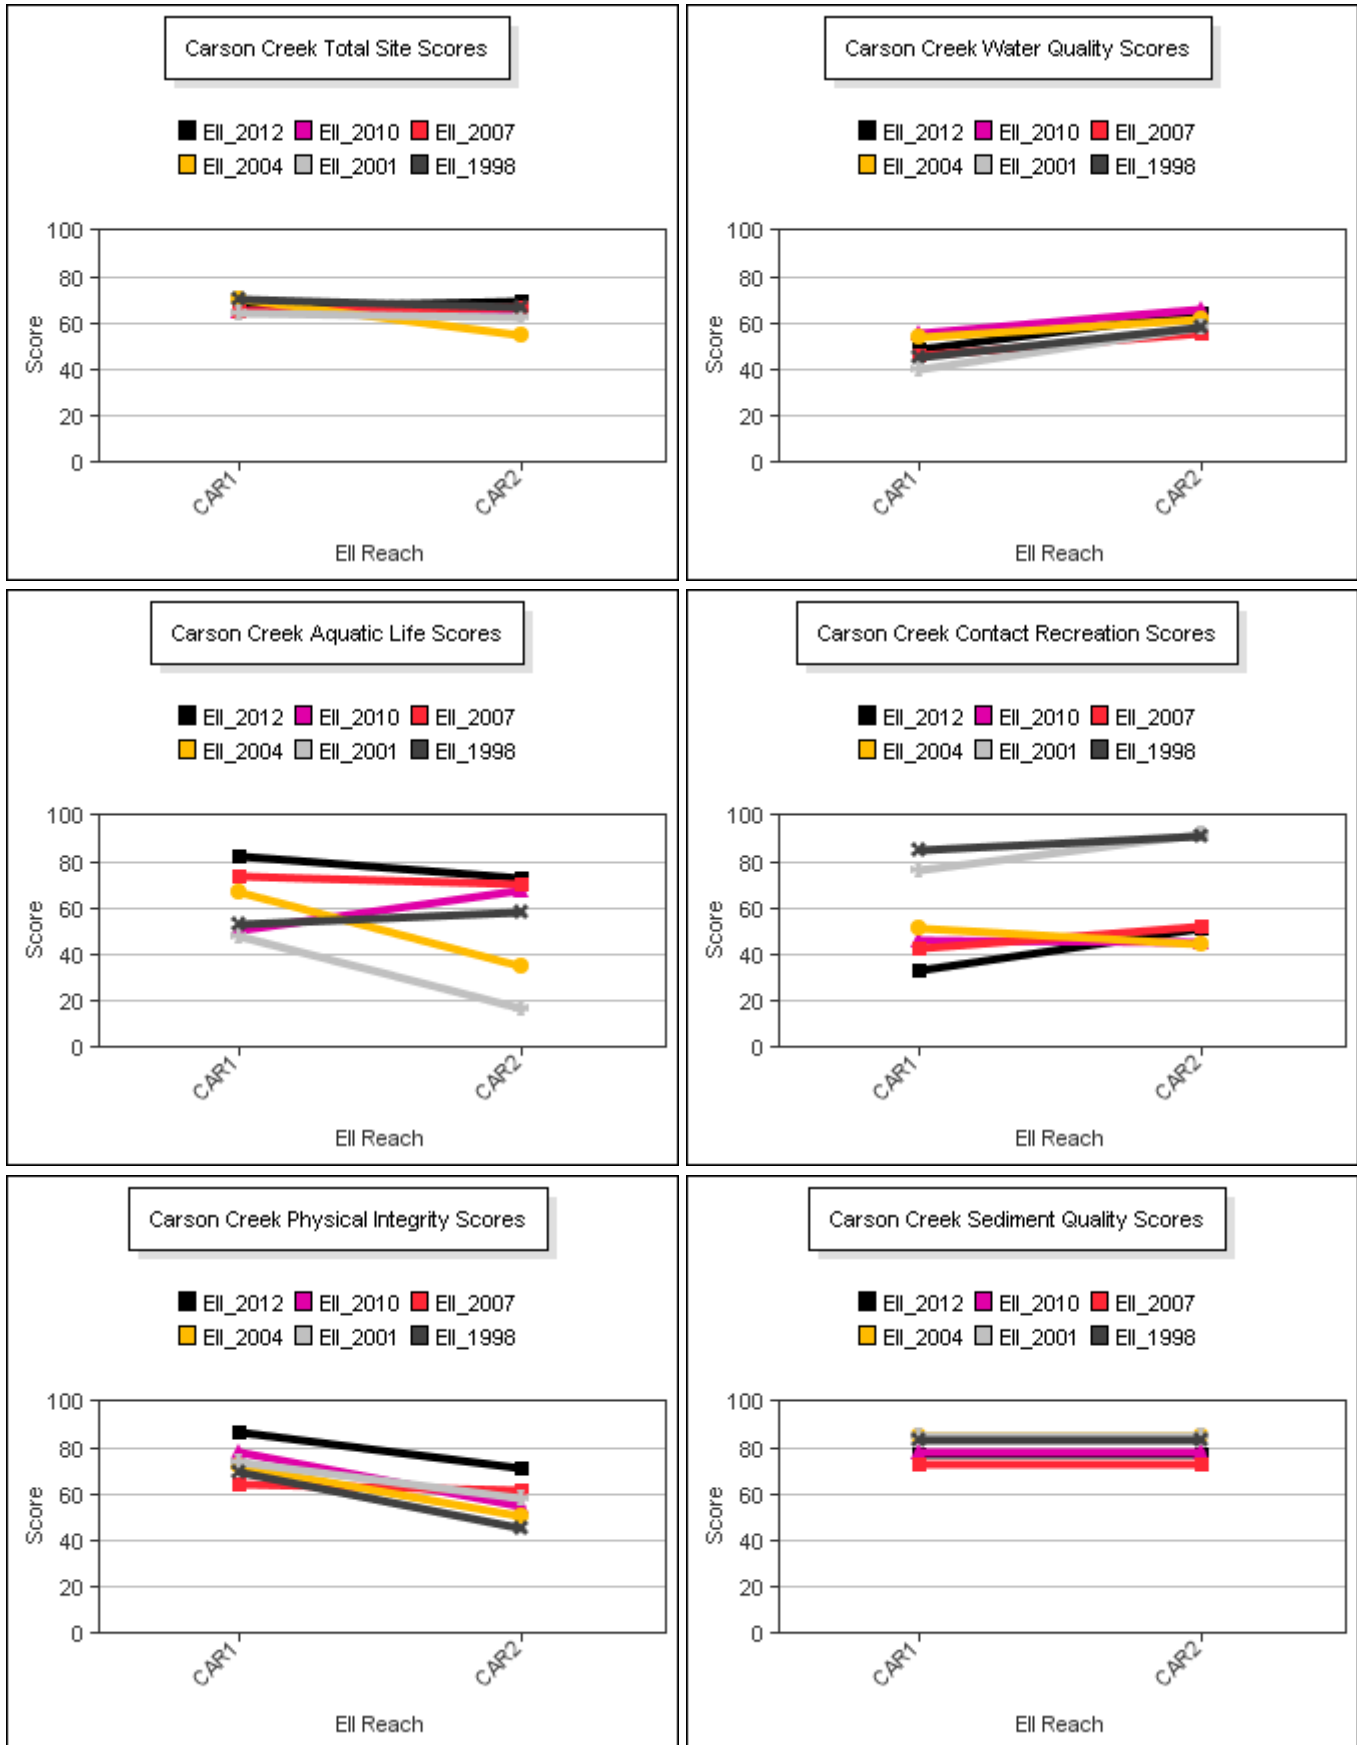 Carson Creek Total Site Scores
EII_2012 EII_2010 EII_2007
EII_2004 EII_2001 EII_1998
100
80
60
40
20
0
Score
CAR1
CAR2
EII Reach
Carson Creek Water Quality Scores
EII_2012 EII_2010 EII_2007
EII_2004 EII_2001 EII_1998
100
80
60
40
20
0
Score
CAR1
CAR2
EII Reach
Carson Creek Aquatic Life Scores
EII_2012 EII_2010 EII_2007
EII_2004 EII_2001 EII_1998
100
80
60
40
20
0
Score
CAR1
CAR2
EII Reach
Carson Creek Contact Recreation Scores
EII_2012 EII_2010 EII_2007
EII_2004 EII_2001 EII_1998
100
80
60
40
20
0
Score
CAR1
CAR2
EII Reach
Carson Creek Physical Integrity Scores
EII_2012 EII_2010 EII_2007
EII_2004 EII_2001 EII_1998
100
80
60
40
20
0
Score
CAR1
CAR2
EII Reach
Carson Creek Sediment Quality Scores
EII_2012 EII_2010 EII_2007
EII_2004 EII_2001 EII_1998
100
80
60
40
20
0
Score
CAR1
CAR2
EII Reach